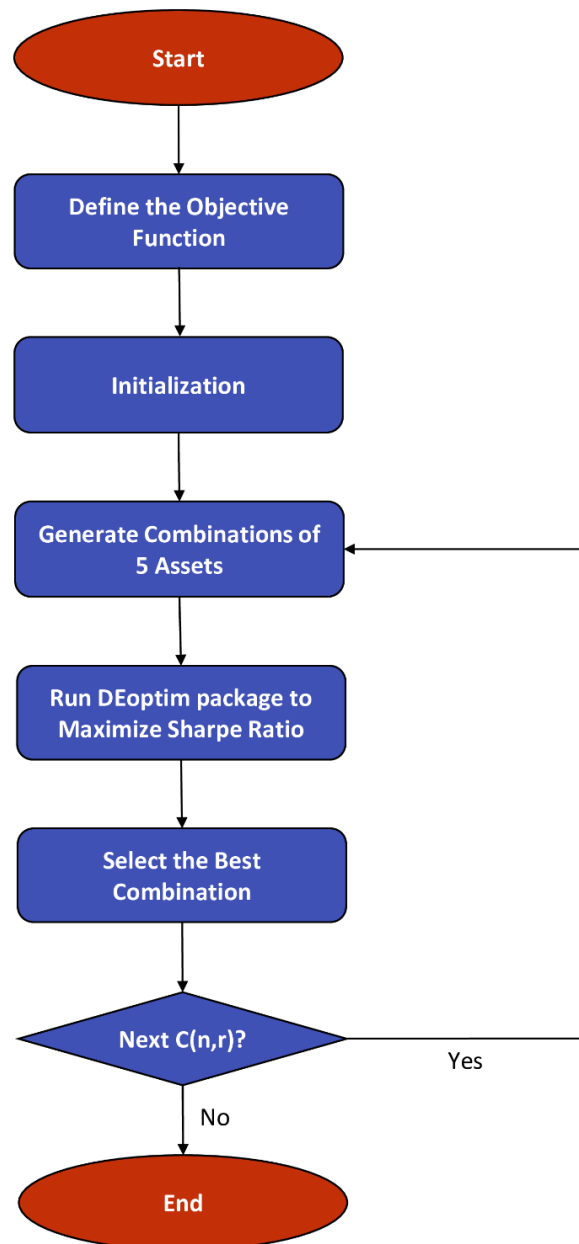 Start
Define the Objective
Function
Initialization
Generate Combinations of
5 Assets
Run DEoptim package to
Maximize Sharpe Ratio
Select the Best
Combination
Next C(n,r)?
Yes
No
End